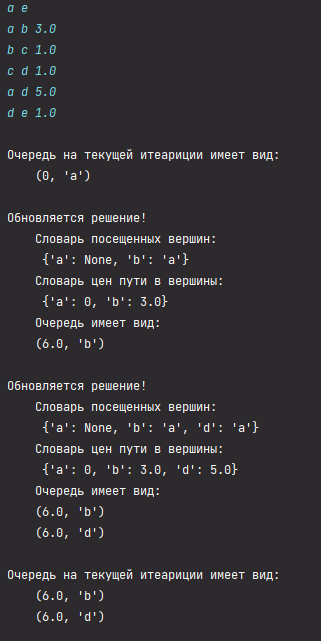 a e
a b 3.0
b c 1.0
c d 1.0
a d 5.0
d e 1.0
Очередь на текущей итеариции имеет вид:
(0, 'a')
Обновляется решение!
Словарь посещенных вершин:
{'a': None, 'b': 'a'}
Словарь цен пути в вершины:
{'a': 0, 'b': 3.0}
Очередь имеет вид:
(6.0, 'b')
Обновляется решение!
Словарь посещенных вершин:
{'a': None, 'b': 'a', 'd': 'a'}
Словарь цен пути в вершины:
{'a': 0, 'b': 3.0, 'd': 5.0}
Очередь имеет вид:
(6.0, 'b')
(6.0, 'd')
Очередь на текущей итеариции имеет вид:
(6.0, 'b')
(6.0, 'd')